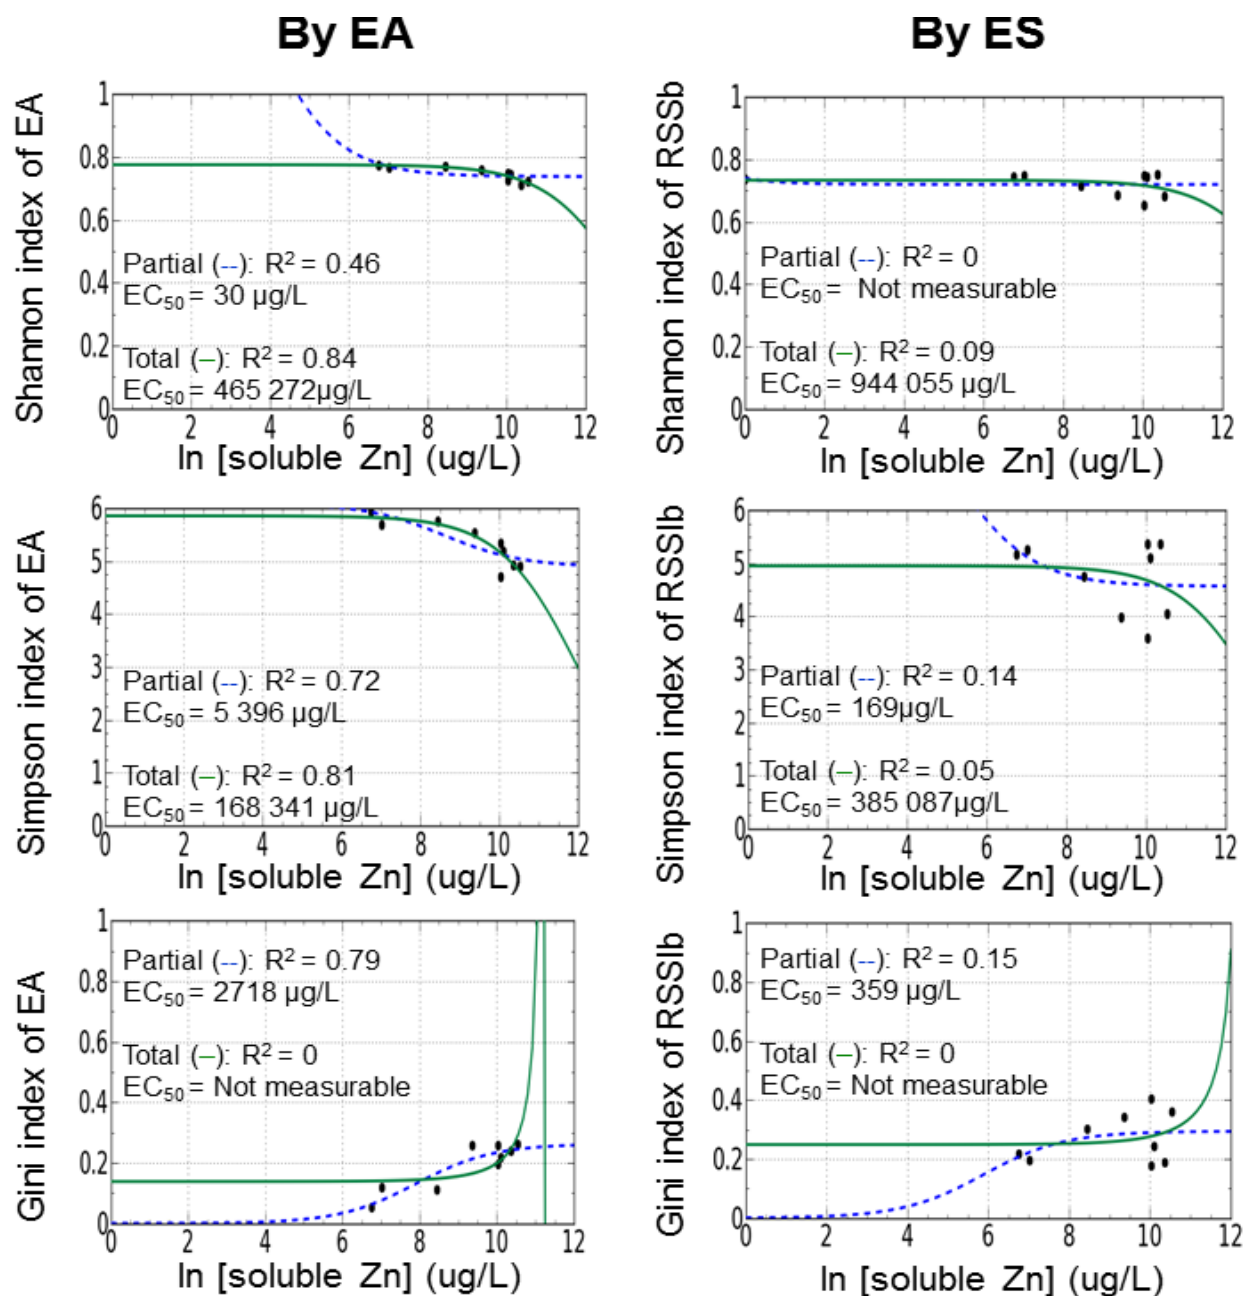 By EA
By ES
Shannon index of EA
1
0.8
0.6
0.4
0.2
0
Partial (--): R² = 0.46
EC₅₀ = 30 µg/L
Total (–): R² = 0.84
EC₅₀ = 465 272µg/L
0 2 4 6 8 10 12
ln [soluble Zn] (ug/L)
Shannon index of RSSb
1
0.8
0.6
0.4
0.2
0
Partial (--): R² = 0
EC₅₀ = Not measurable
Total (–): R² = 0.09
EC₅₀ = 944 055 µg/L
0 2 4 6 8 10 12
ln [soluble Zn] (ug/L)
Simpson index of EA
6
5
4
3
2
1
0
Partial (--): R² = 0.72
EC₅₀ = 5 396 µg/L
Total (–): R² = 0.81
EC₅₀ = 168 341 µg/L
0 2 4 6 8 10 12
ln [soluble Zn] (ug/L)
Simpson index of RSSIb
6
5
4
3
2
1
0
Partial (--): R² = 0.14
EC₅₀ = 169µg/L
Total (–): R² = 0.05
EC₅₀ = 385 087µg/L
0 2 4 6 8 10 12
ln [soluble Zn] (ug/L)
Gini index of EA
1
0.8
0.6
0.4
0.2
0
Partial (--): R² = 0.79
EC₅₀ = 2718 µg/L
Total (–): R² = 0
EC₅₀ = Not measurable
0 2 4 6 8 10 12
ln [soluble Zn] (ug/L)
Gini index of RSSIb
1
0.8
0.6
0.4
0.2
0
Partial (--): R² = 0.15
EC₅₀ = 359 µg/L
Total (–): R² = 0
EC₅₀ = Not measurable
0 2 4 6 8 10 12
ln [soluble Zn] (ug/L)